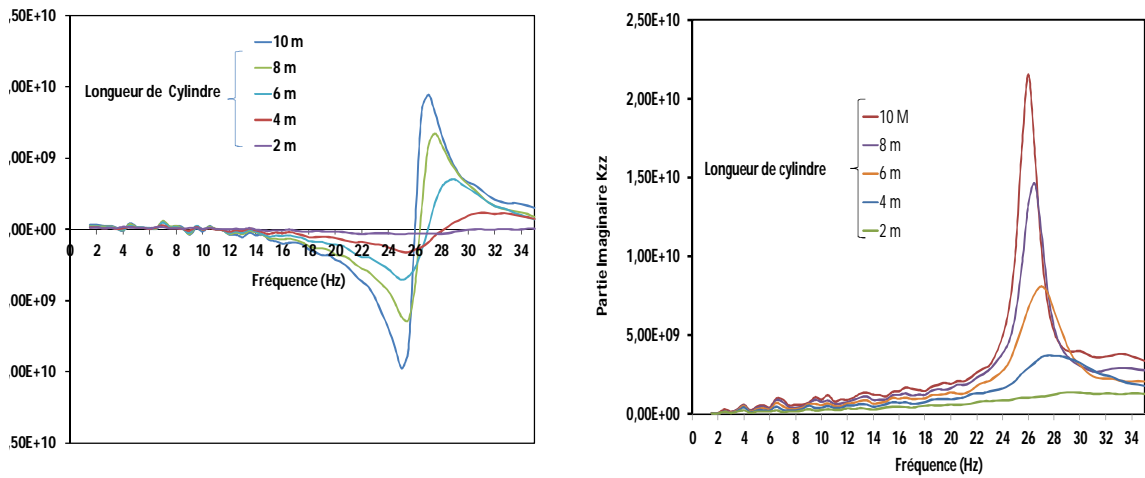 ,50E+10
,00E+10
,00E+09
,00E+00
,00E+09
,00E+10
,50E+10
0 2 4 6 8 10 12 14 16 18 20 22 24 26 28 30 32 34
Fréquence (Hz)
Longueur de Cylindre
10 m
8 m
6 m
4 m
2 m
2,50E+10
2,00E+10
1,50E+10
1,00E+10
5,00E+09
0,00E+00
Partie Imaginaire Kzz
0 2 4 6 8 10 12 14 16 18 20 22 24 26 28 30 32 34
Fréquence (Hz)
Longueur de cylindre
10 M
8 m
6 m
4 m
2 m